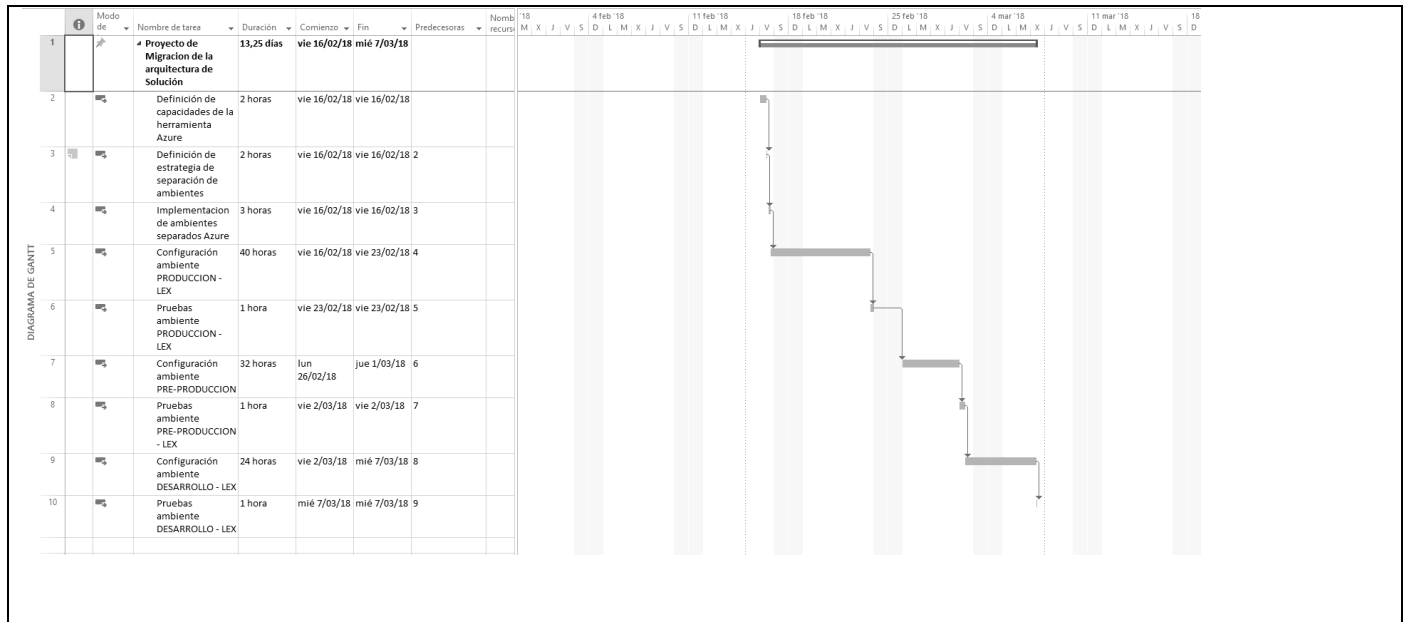 Modo
de
Nombre de tarea
Duración
Comienzo
Fin
Predecesoras
Nomb
recurs
'18
4 feb '18
11 feb '18
18 feb '18
25 feb '18
4 mar '18
11 mar '18
18
M X J V S D L M X J V S D L M X J V S D L M X J V S D L M X J V S D L M X J V S D L M X J V S D
1
Proyecto de
Migracion de la
arquitectura de
Solución
13,25 días
vie 16/02/18
mié 7/03/18
2
Definición de
capacidades de la
herramienta
Azure
2 horas
vie 16/02/18
vie 16/02/18
3
Definición de
estrategia de
separación de
ambientes
2 horas
vie 16/02/18
vie 16/02/18
2
4
Implementacion
de ambientes
separados Azure
3 horas
vie 16/02/18
vie 16/02/18
3
5
Configuración
ambiente
PRODUCCION -
LEX
40 horas
vie 16/02/18
vie 23/02/18
4
6
Pruebas
ambiente
PRODUCCION -
LEX
1 hora
vie 23/02/18
vie 23/02/18
5
7
Configuración
ambiente
PRE-PRODUCCION
32 horas
lun
26/02/18
jue 1/03/18
6
8
Pruebas
ambiente
PRE-PRODUCCION
- LEX
1 hora
vie 2/03/18
vie 2/03/18
7
9
Configuración
ambiente
DESARROLLO - LEX
24 horas
vie 2/03/18
mié 7/03/18
8
10
Pruebas
ambiente
DESARROLLO - LEX
1 hora
mié 7/03/18
mié 7/03/18
9
DIAGRAMA DE GANTT